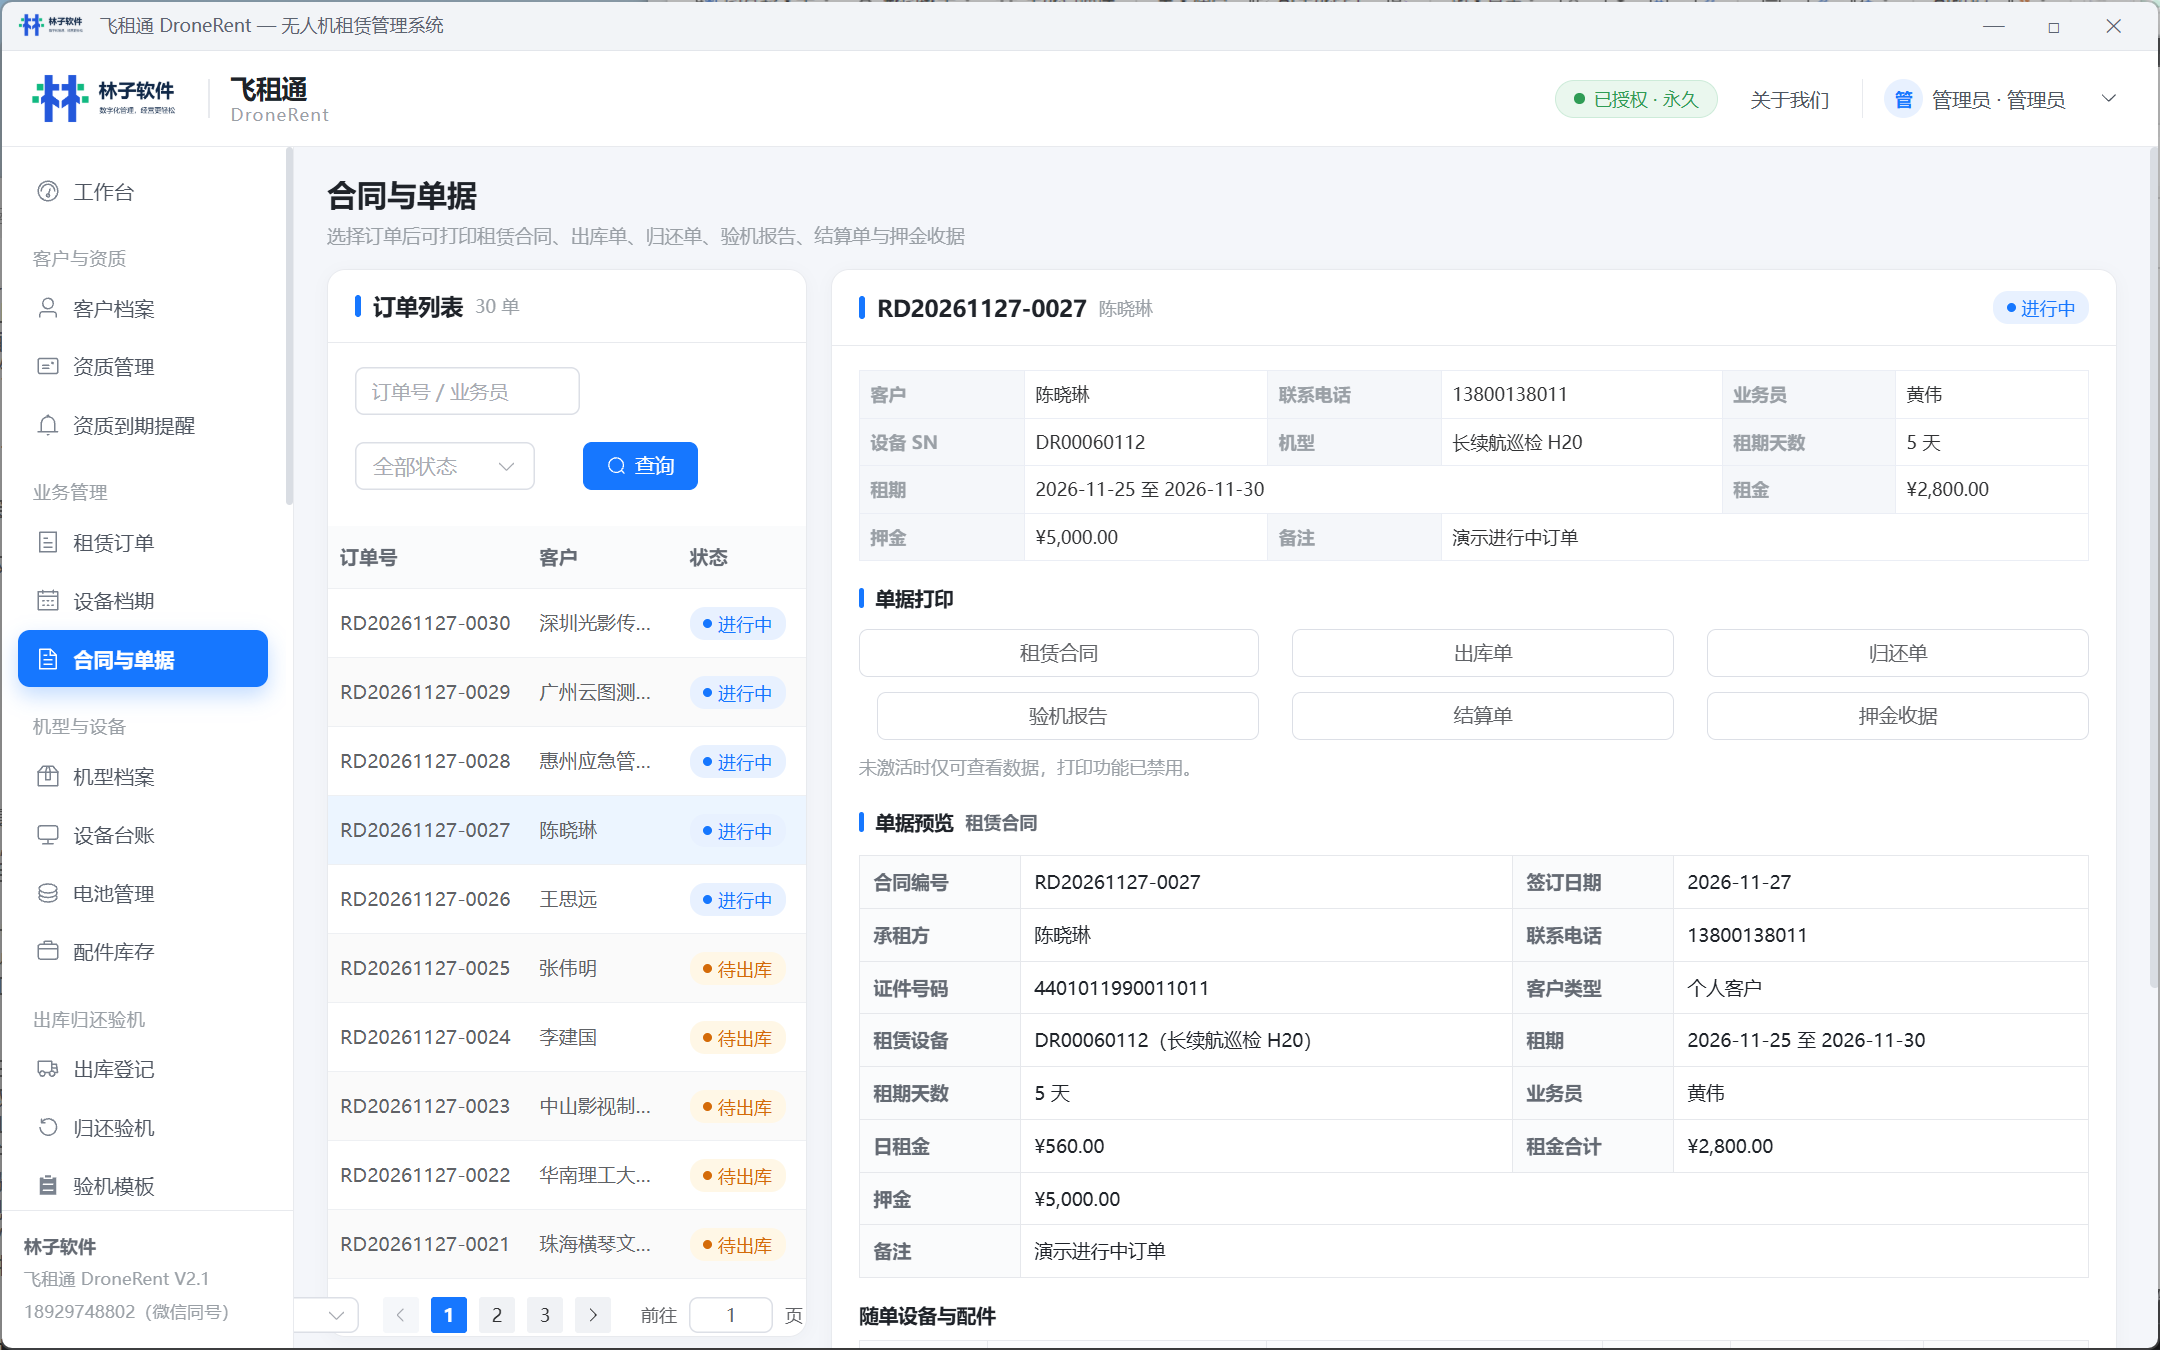 林子软件 飞租通 DroneRent — 无人机租赁管理系统
林子软件
数字化管理，经营更轻松
飞租通
DroneRent
已授权 · 永久
关于我们
管 管理员 · 管理员
工作台
客户与资质
客户档案
资质管理
资质到期提醒
业务管理
租赁订单
设备档期
合同与单据
机型与设备
机型档案
设备台账
电池管理
配件库存
出库归还验机
出库登记
归还验机
验机模板
林子软件
飞租通 DroneRent V2.1
18929748802（微信同号）
合同与单据
选择订单后可打印租赁合同、出库单、归还单、验机报告、结算单与押金收据
订单列表 30 单
订单号 / 业务员
全部状态 查询
订单号 客户 状态
RD20261127-0030 深圳光影传... 进行中
RD20261127-0029 广州云图测... 进行中
RD20261127-0028 惠州应急管... 进行中
RD20261127-0027 陈晓琳 进行中
RD20261127-0026 王思远 进行中
RD20261127-0025 张伟明 待出库
RD20261127-0024 李建国 待出库
RD20261127-0023 中山影视制... 待出库
RD20261127-0022 华南理工大... 待出库
RD20261127-0021 珠海横琴文... 待出库
1 2 3 前往 1 页
RD20261127-0027 陈晓琳 进行中
客户 陈晓琳 联系电话 13800138011 业务员 黄伟
设备 SN DR00060112 机型 长续航巡检 H20 租期天数 5 天
租期 2026-11-25 至 2026-11-30 租金 ¥2,800.00
押金 ¥5,000.00 备注 演示进行中订单
单据打印
租赁合同 出库单 归还单
验机报告 结算单 押金收据
未激活时仅可查看数据，打印功能已禁用。
单据预览 租赁合同
合同编号 RD20261127-0027 签订日期 2026-11-27
承租方 陈晓琳 联系电话 13800138011
证件号码 4401011990011011 客户类型 个人客户
租赁设备 DR00060112（长续航巡检 H20） 租期 2026-11-25 至 2026-11-30
租期天数 5 天 业务员 黄伟
日租金 ¥560.00 租金合计 ¥2,800.00
押金 ¥5,000.00
备注 演示进行中订单
随单设备与配件